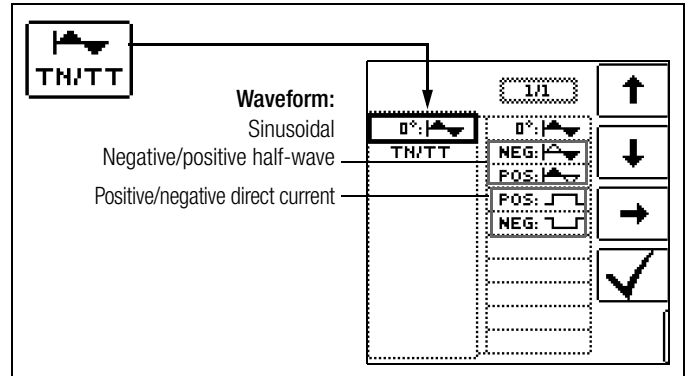 TN/TT
Waveform:
Sinusoidal
Negative/positive half-wave
Positive/negative direct current
1/1
0°:
TN/TT
0°:
NEG:
POS:
POS:
NEG: